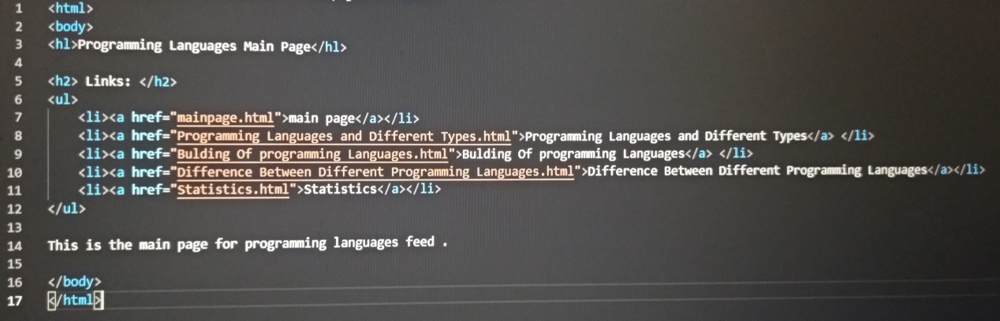 1 <html>
2 <body>
3 <h1>Programming Languages Main Page</h1>
4
5 <h2> Links: </h2>
6 <ul>
7 <li><a href="mainpage.html">main page</a></li>
8 <li><a href="Programming Languages and Different Types.html">Programming Languages and Different Types</a> </li>
9 <li><a href="Bulding Of programming Languages.html">Bulding Of programming Languages</a> </li>
10 <li><a href="Difference Between Different Programming Languages.html">Difference Between Different Programming Languages</a></li>
11 <li><a href="Statistics.html">Statistics</a></li>
12 </ul>
13
14 This is the main page for programming languages feed .
15
16 </body>
17 </html>